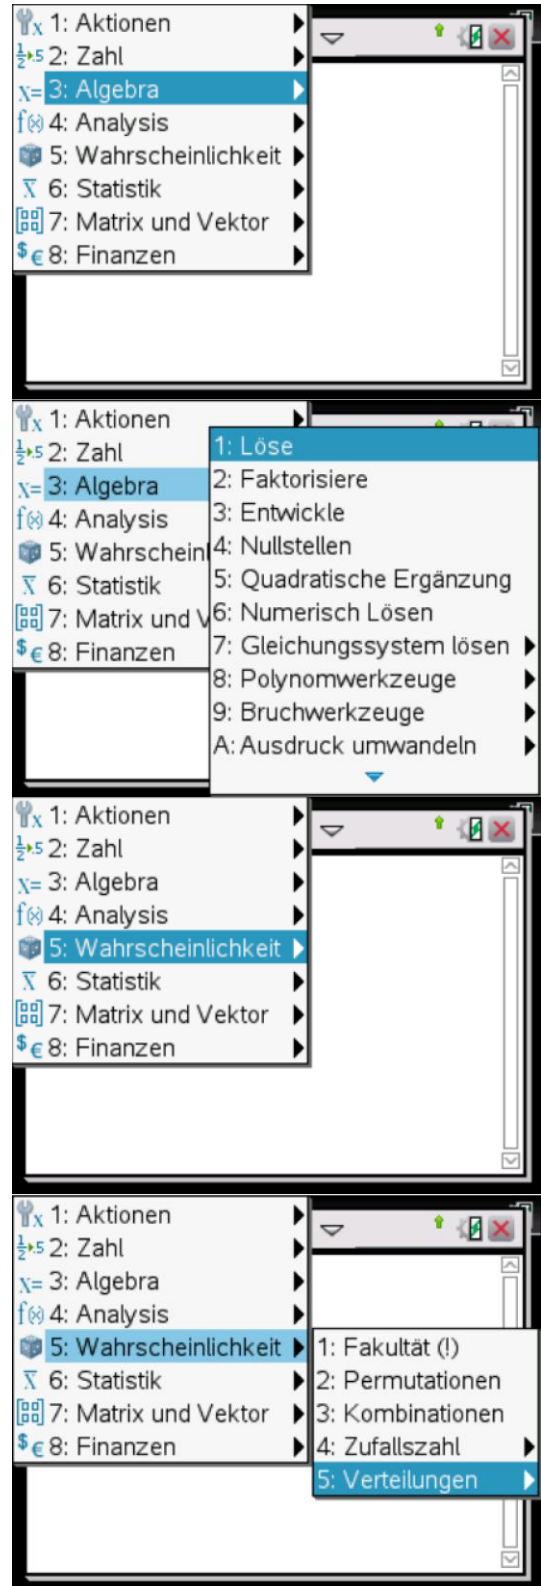 1: Aktionen
2: Zahl
3: Algebra
4: Analysis
5: Wahrscheinlichkeit
6: Statistik
7: Matrix und Vektor
8: Finanzen
1: Aktionen
2: Zahl
3: Algebra
4: Analysis
5: Wahrscheinl
6: Statistik
7: Matrix und V
8: Finanzen
1: Löse
2: Faktorisiere
3: Entwickle
4: Nullstellen
5: Quadratische Ergänzung
6: Numerisch Lösen
7: Gleichungssystem lösen
8: Polynomwerkzeuge
9: Bruchwerkzeuge
A: Ausdruck umwandeln
1: Aktionen
2: Zahl
3: Algebra
4: Analysis
5: Wahrscheinlichkeit
6: Statistik
7: Matrix und Vektor
8: Finanzen
1: Aktionen
2: Zahl
3: Algebra
4: Analysis
5: Wahrscheinlichkeit
6: Statistik
7: Matrix und Vektor
8: Finanzen
1: Fakultät (!)
2: Permutationen
3: Kombinationen
4: Zufallszahl
5: Verteilungen